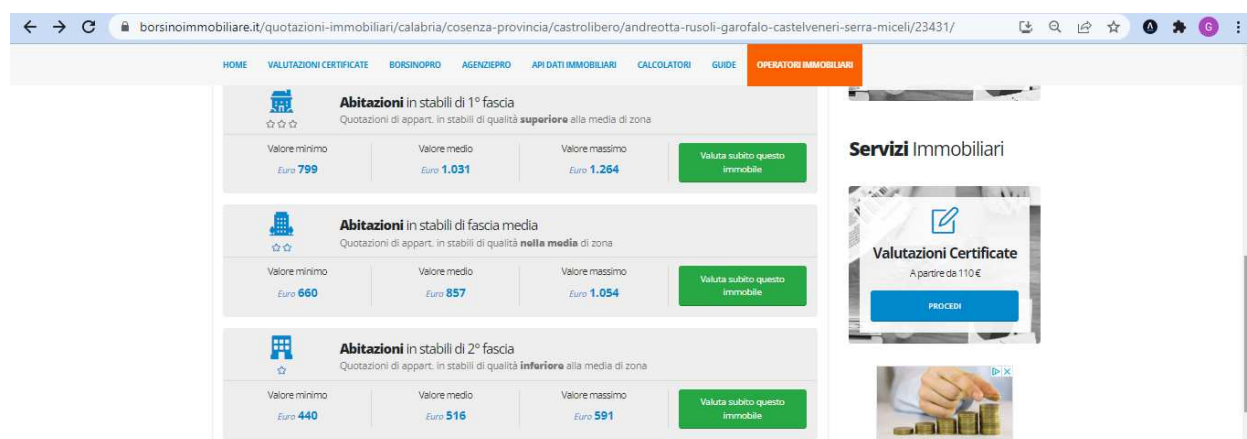 borsinoimmobiliare.it/quotazioni-immobiliari/calabria/cosenza-provincia/castrolibero/andreotta-rusoli-garofalo-castelveneri-serra-miceli/23431/
G
HOME VALUTAZIONI CERTIFICATE BORSINOPRO AGENZIEPRO API DATI IMMOBILIARI CALCOLATORI GUIDE OPERATORI IMMOBILIARI
Abitazioni in stabili di 1° fascia
Quotazioni di appart. in stabili di qualità superiore alla media di zona
Valore minimo Valore medio Valore massimo
Euro 799 Euro 1.031 Euro 1.264
Valuta subito questo
immobile
Abitazioni in stabili di fascia media
Quotazioni di appart. in stabili di qualità nella media di zona
Valore minimo Valore medio Valore massimo
Euro 660 Euro 857 Euro 1.054
Valuta subito questo
immobile
Abitazioni in stabili di 2° fascia
Quotazioni di appart. in stabili di qualità inferiore alla media di zona
Valore minimo Valore medio Valore massimo
Euro 440 Euro 516 Euro 591
Valuta subito questo
immobile
Servizi Immobiliari
Valutazioni Certificate
A partire da 110 €
PROCEDI